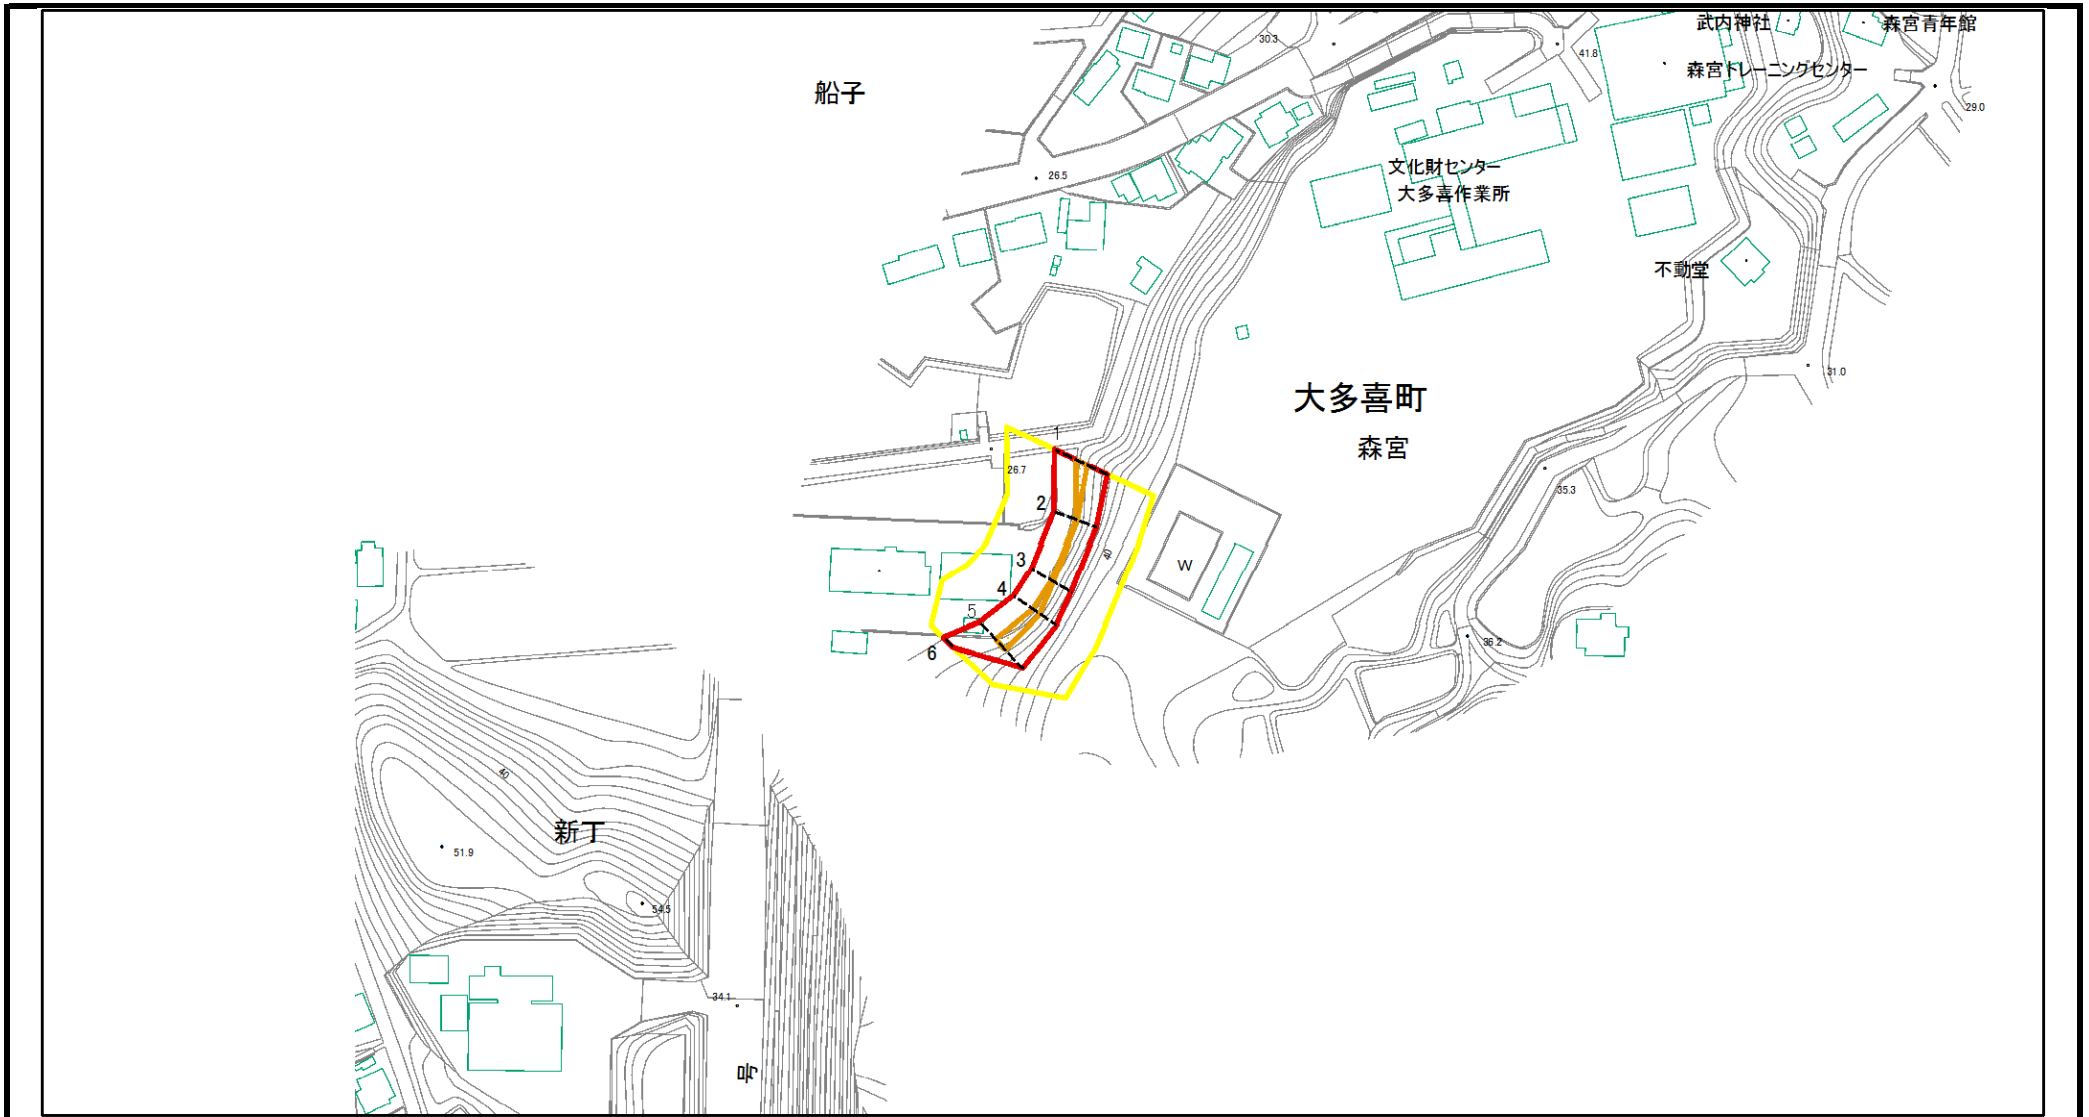 武内神社
森宮青年館
30.3
41.8
森宮トレーニングセンター
船子
29.0
文化財センター
大多喜作業所
26.5
不動堂
31.0
大多喜町
森宮
1
26.7
35.3
2
40
3
W
4
5
6
36.2
40
新丁
51.9
54.5
34.1
号